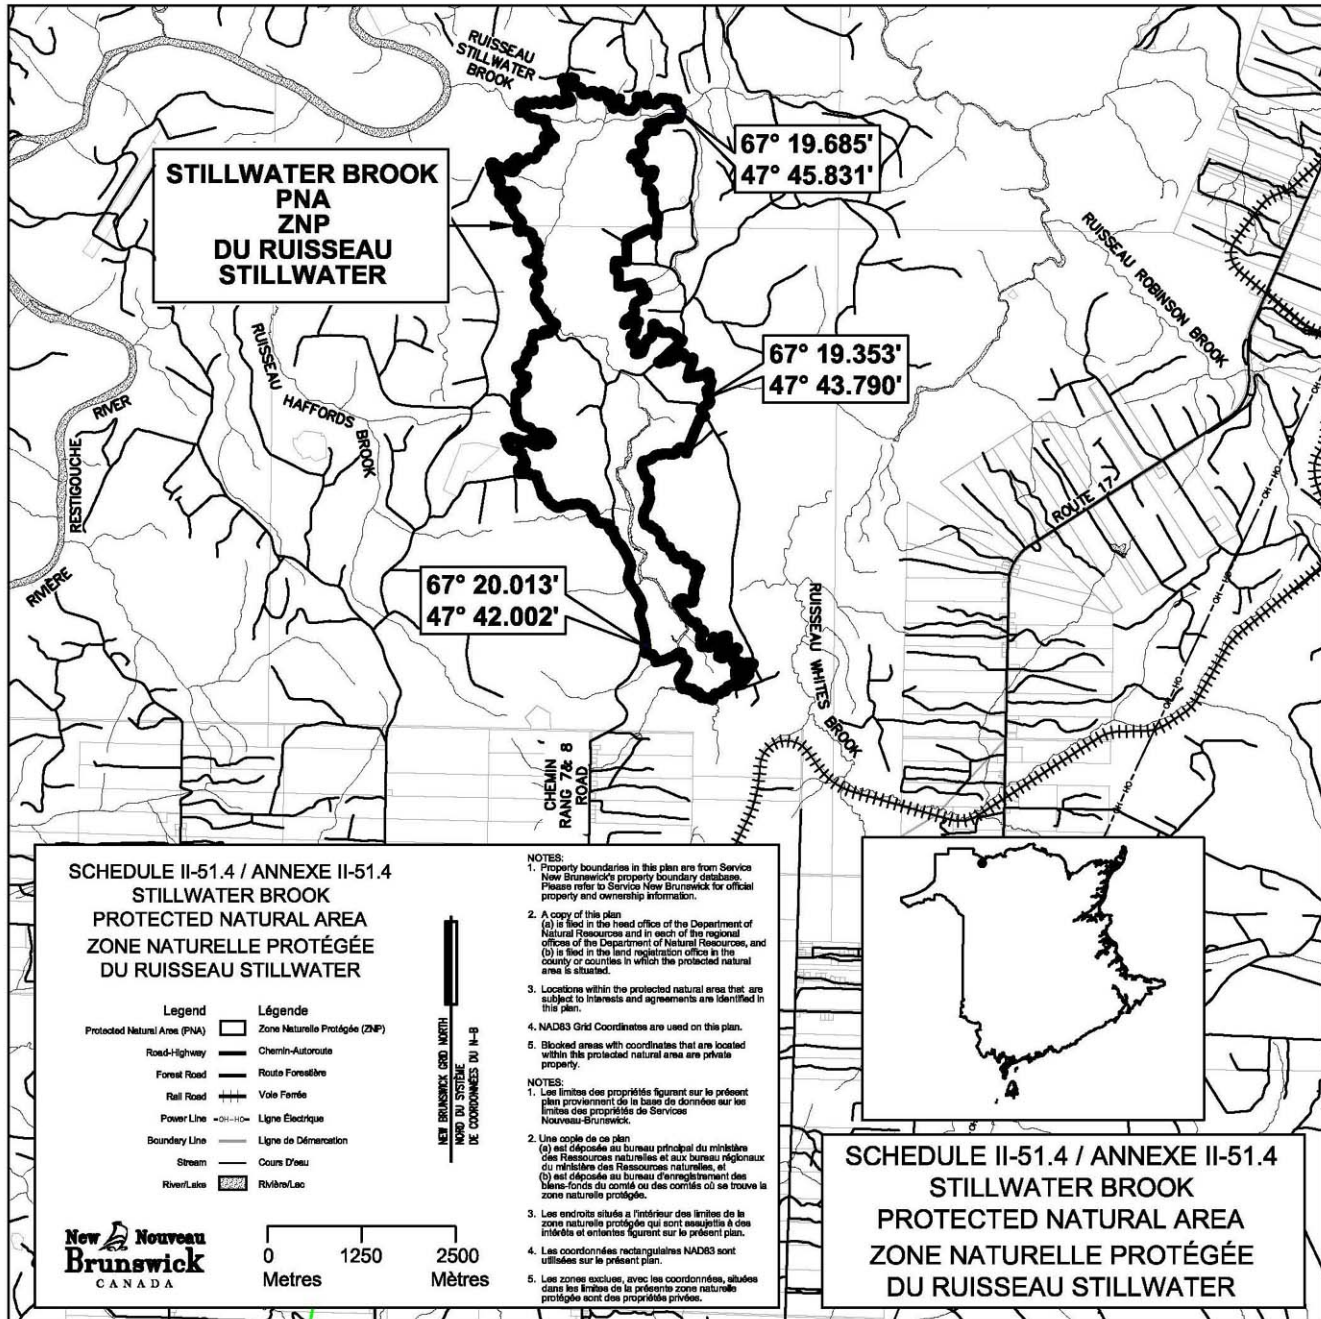 RUISSEAU
STILLWATER
BROOK
67° 19.685'
47° 45.831'
STILLWATER BROOK
PNA
ZNP
DU RUISSEAU
STILLWATER
RUISSEAU ROBINSON BROOK
67° 19.353'
47° 43.790'
RUISSEAU HAFFORDS BROOK
RIVIÈRE RESTIGOUCHE RIVER
ROUTE 17
OH-HO
67° 20.013'
47° 42.002'
RUISSEAU WHITES BROOK
OH-HO
OH-HO
OH-HO
CHEMIN
RANG 7& 8
ROAD
SCHEDULE II-51.4 / ANNEXE II-51.4
STILLWATER BROOK
PROTECTED NATURAL AREA
ZONE NATURELLE PROTÉGÉE
DU RUISSEAU STILLWATER
Legend Légende
Protected Natural Area (PNA) Zone Naturelle Protégée (ZNP)
Road-Highway Chemin-Autoroute
Forest Road Route Forestière
Rail Road Voie Ferrée
Power Line -OH-HO- Ligne Électrique
Boundary Line Ligne de Démarcation
Stream Cours D'eau
River/Lake Rivière/Lac
NEW BRUNSWICK GRID NORTH
NORD DU SYSTÈME
DE COORDONNÉES DU N-B
New Nouveau
Brunswick
CANADA
0 1250 2500
Metres Mètres
NOTES:
1. Property boundaries in this plan are from Service
New Brunswick's property boundary database.
Please refer to Service New Brunswick for official
property and ownership information.
2. A copy of this plan
(a) is filed in the head office of the Department of
Natural Resources and in each of the regional
offices of the Department of Natural Resources, and
(b) is filed in the land registration office in the
county or counties in which the protected natural
area is situated.
3. Locations within the protected natural area that are
subject to interests and agreements are identified in
this plan.
4. NAD83 Grid Coordinates are used on this plan.
5. Blocked areas with coordinates that are located
within this protected natural area are private
property.
NOTES:
1. Les limites des propriétés figurant sur le présent
plan proviennent de la base de données sur les
limites des propriétés de Services
Nouveau-Brunswick.
2. Une copie de ce plan
(a) est déposée au bureau principal du ministère
des Ressources naturelles et aux bureau régionaux
du ministère des Ressources naturelles, et
(b) est déposée au bureau d'enregistrement des
biens-fonds du comté ou des comtés où se trouve la
zone naturelle protégée.
3. Les endroits situés a l'intérieur des limites de la
zone naturelle protégée qui sont assujettis à des
intérêts et ententes figurent sur le présent plan.
4. Les coordonnées rectangulaires NAD83 sont
utilisées sur le présent plan.
5. Les zones exclues, avec les coordonnées, situées
dans les limites de la présente zone naturelle
protégée sont des propriétés privées.
SCHEDULE II-51.4 / ANNEXE II-51.4
STILLWATER BROOK
PROTECTED NATURAL AREA
ZONE NATURELLE PROTÉGÉE
DU RUISSEAU STILLWATER